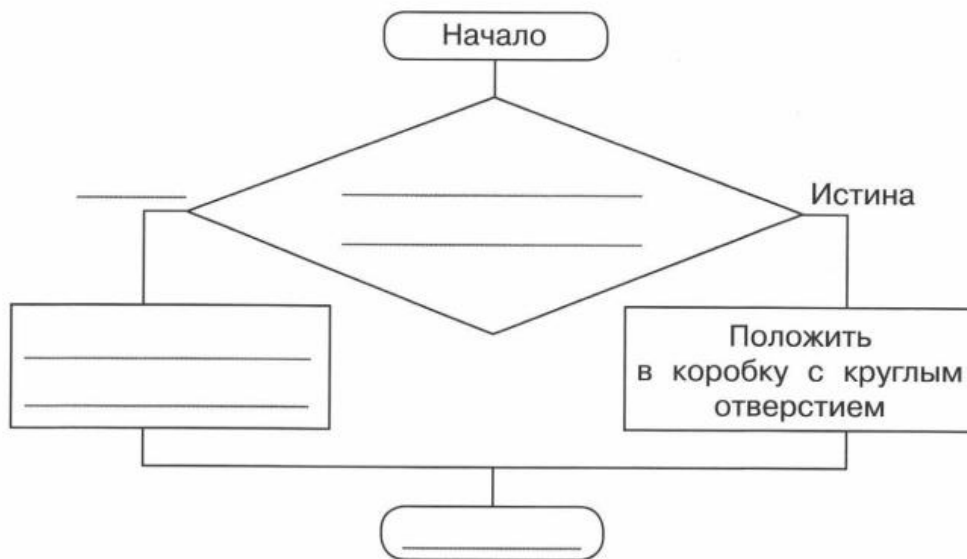 Начало
Истина
Положить
в коробку с круглым
отверстием